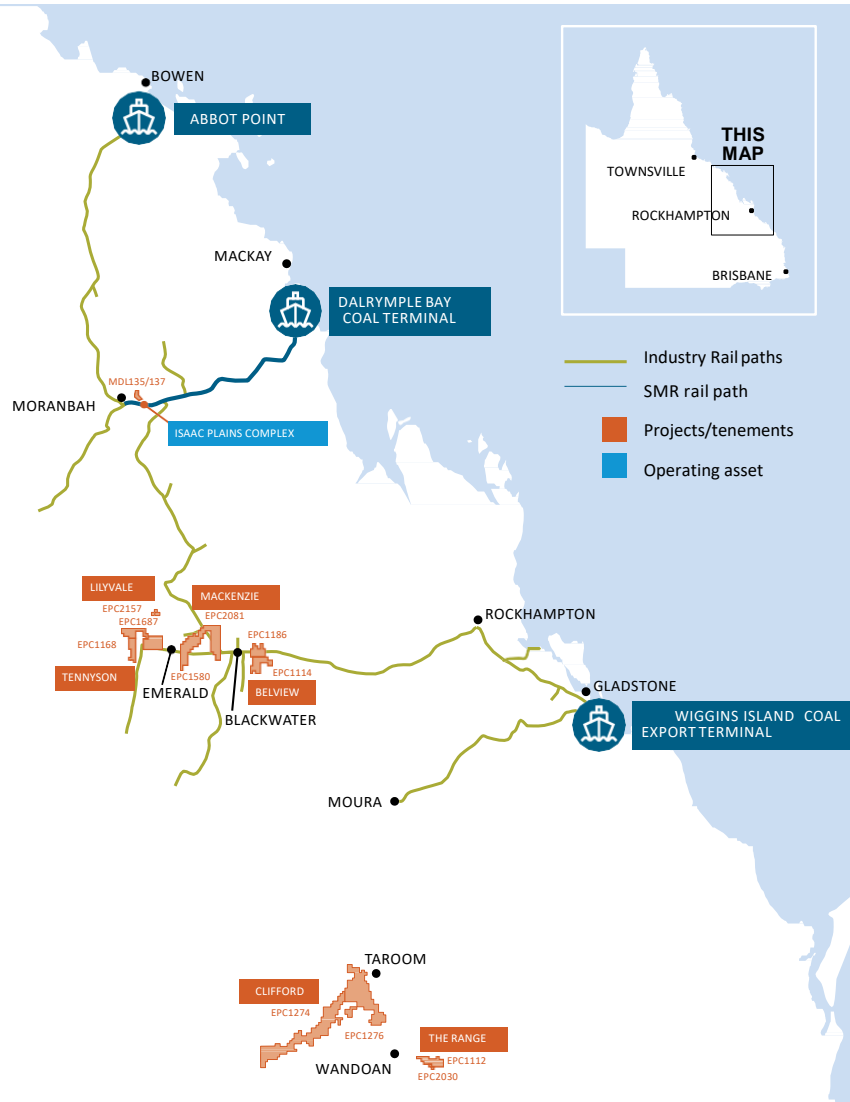 BOWEN
ABBOT POINT
THIS
MAP
TOWNSVILLE
ROCKHAMPTON
BRISBANE
MACKAY
DALRYMPLE BAY
COAL TERMINAL
Industry Rail paths
SMR rail path
Projects/tenements
Operating asset
MDL135/137
MORANBAH
ISAAC PLAINS COMPLEX
LILYVALE
MACKENZIE
EPC2157
EPC2081
EPC1687
EPC1186
EPC1168
EPC1114
TENNYSON
EPC1580
EMERALD
BELVIEW
BLACKWATER
ROCKHAMPTON
GLADSTONE
WIGGINS ISLAND COAL
EXPORT TERMINAL
MOURA
TAROOM
CLIFFORD
EPC1274
EPC1276
THE RANGE
WANDOAN
EPC1112
EPC2030